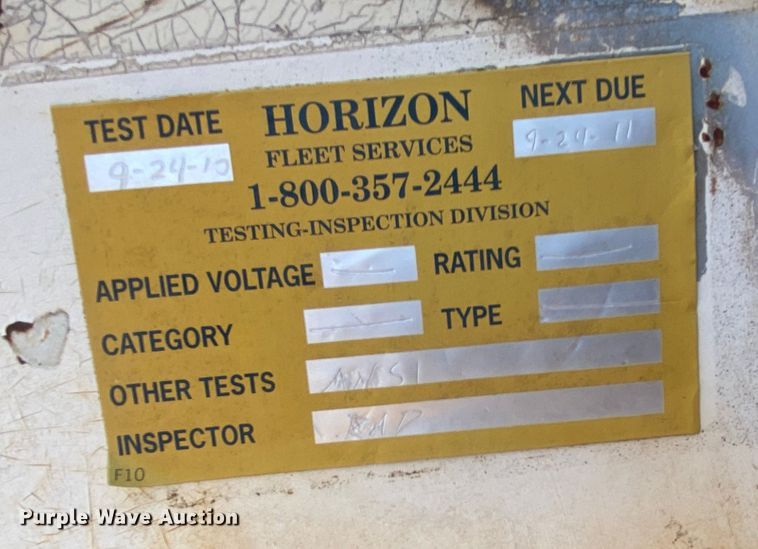 TEST DATE
9-24-10
HORIZON
FLEET SERVICES
1-800-357-2444
TESTING-INSPECTION DIVISION
NEXT DUE
9-24-11
APPLIED VOLTAGE
RATING
CATEGORY
TYPE
OTHER TESTS ANSI
INSPECTOR
F10
Purple Wave Auction